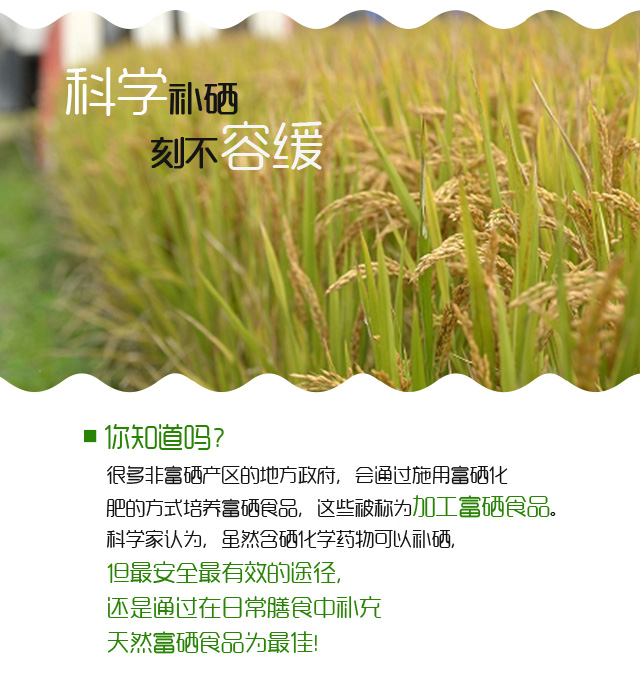 科学补硒
刻不容缓
你知道吗?
很多非富硒产区的地方政府，会通过施用富硒化
肥的方式培养富硒食品，这些被称为加工富硒食品。
科学家认为，虽然含硒化学药物可以补硒,
但最安全最有效的途径,
还是通过在日常膳食中补充
天然富硒食品为最佳!